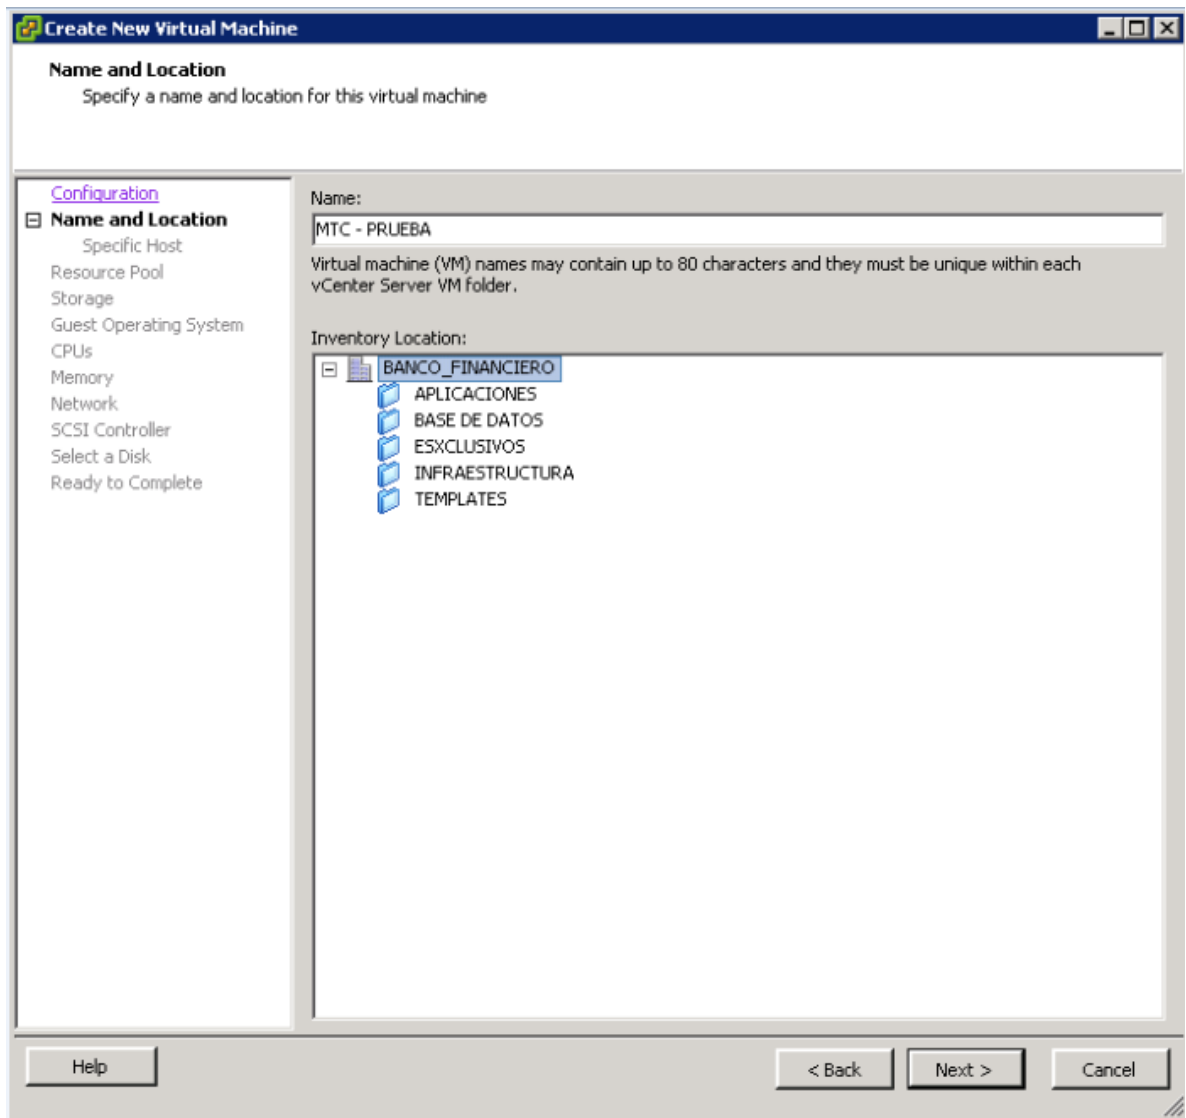 Create New Virtual Machine
Name and Location
Specify a name and location for this virtual machine
Configuration
Name and Location
Specific Host
Resource Pool
Storage
Guest Operating System
CPUs
Memory
Network
SCSI Controller
Select a Disk
Ready to Complete
Name:
MTC - PRUEBA
Virtual machine (VM) names may contain up to 80 characters and they must be unique within each
vCenter Server VM folder.
Inventory Location:
BANCO_FINANCIERO
APLICACIONES
BASE DE DATOS
ESXCLUSIVOS
INFRAESTRUCTURA
TEMPLATES
Help
< Back
Next >
Cancel